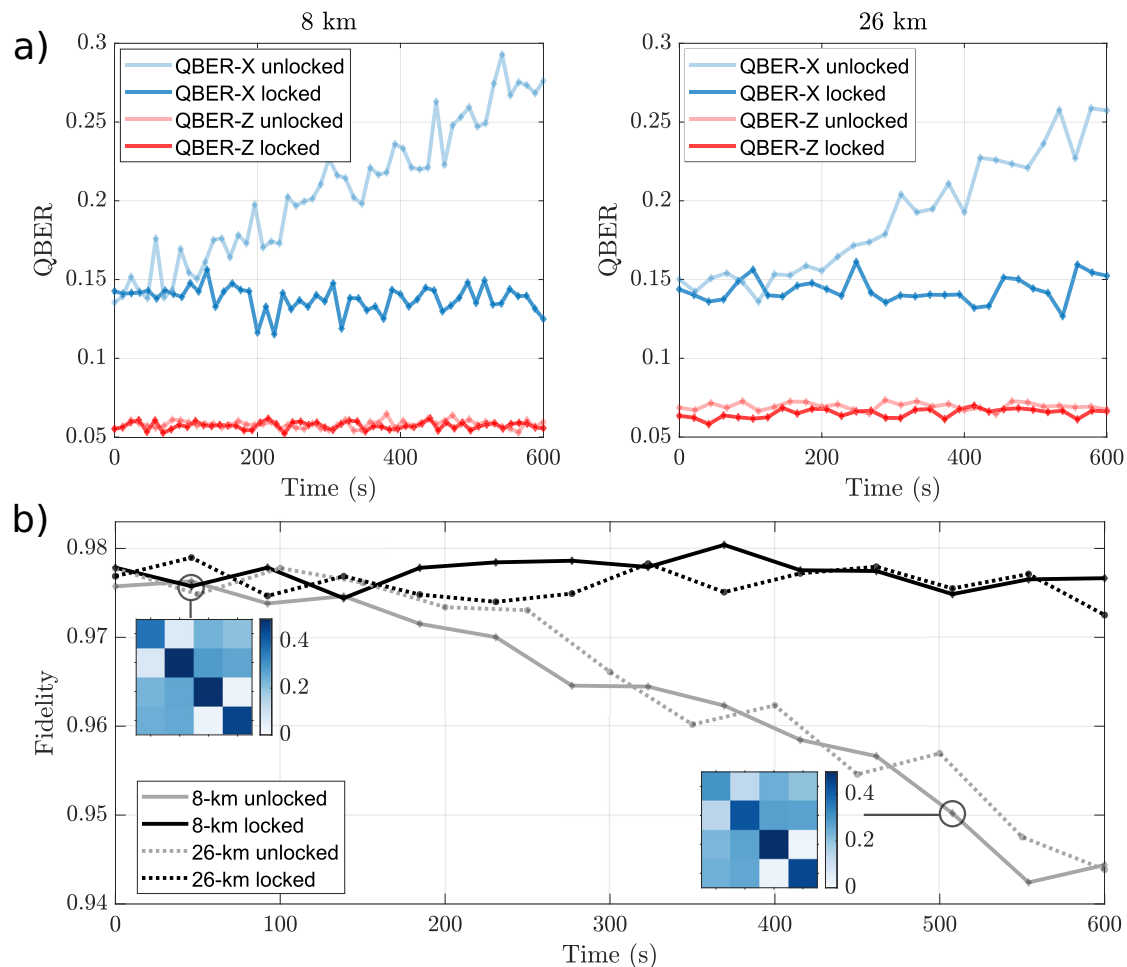 a)
8 km
QBER
0.3
0.25
0.2
0.15
0.1
0.05
QBER-X unlocked
QBER-X locked
QBER-Z unlocked
QBER-Z locked
0 200 400 600
Time (s)
26 km
QBER
0.3
0.25
0.2
0.15
0.1
0.05
QBER-X unlocked
QBER-X locked
QBER-Z unlocked
QBER-Z locked
0 200 400 600
Time (s)
b)
Fidelity
0.98
0.97
0.96
0.95
0.94
0.4
0.2
0
0.4
0.2
0
8-km unlocked
8-km locked
26-km unlocked
26-km locked
0 100 200 300 400 500 600
Time (s)